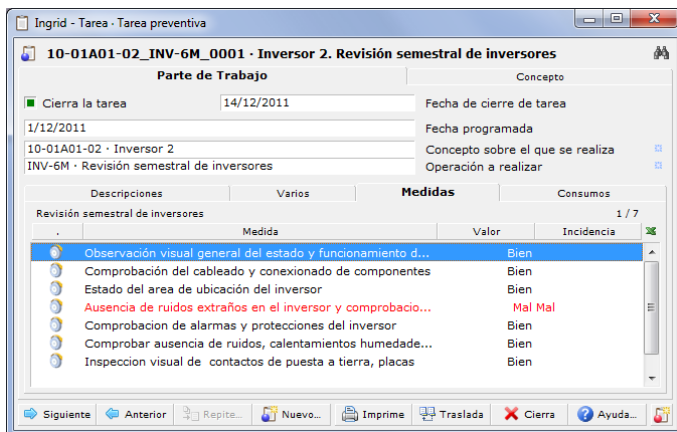 Ingrid - Tarea · Tarea preventiva
10-01A01-02_INV-6M_0001 · Inversor 2. Revisión semestral de inversores
Parte de Trabajo Concepto
Cierra la tarea 14/12/2011 Fecha de cierre de tarea
1/12/2011 Fecha programada
10-01A01-02 · Inversor 2 Concepto sobre el que se realiza
INV-6M · Revisión semestral de inversores Operación a realizar
Descripciones Varios Medidas Consumos
Revisión semestral de inversores 1 / 7
. Medida Valor Incidencia
Observación visual general del estado y funcionamiento d... Bien
Comprobación del cableado y conexionado de componentes Bien
Estado del area de ubicación del inversor Bien
Ausencia de ruidos extraños en el inversor y comprobacio... Mal Mal
Comprobacion de alarmas y protecciones del inversor Bien
Comprobar ausencia de ruidos, calentamientos humedade... Bien
Inspeccion visual de contactos de puesta a tierra, placas Bien
Siguiente Anterior Repite... Nuevo... Imprime Traslada Cierra Ayuda...